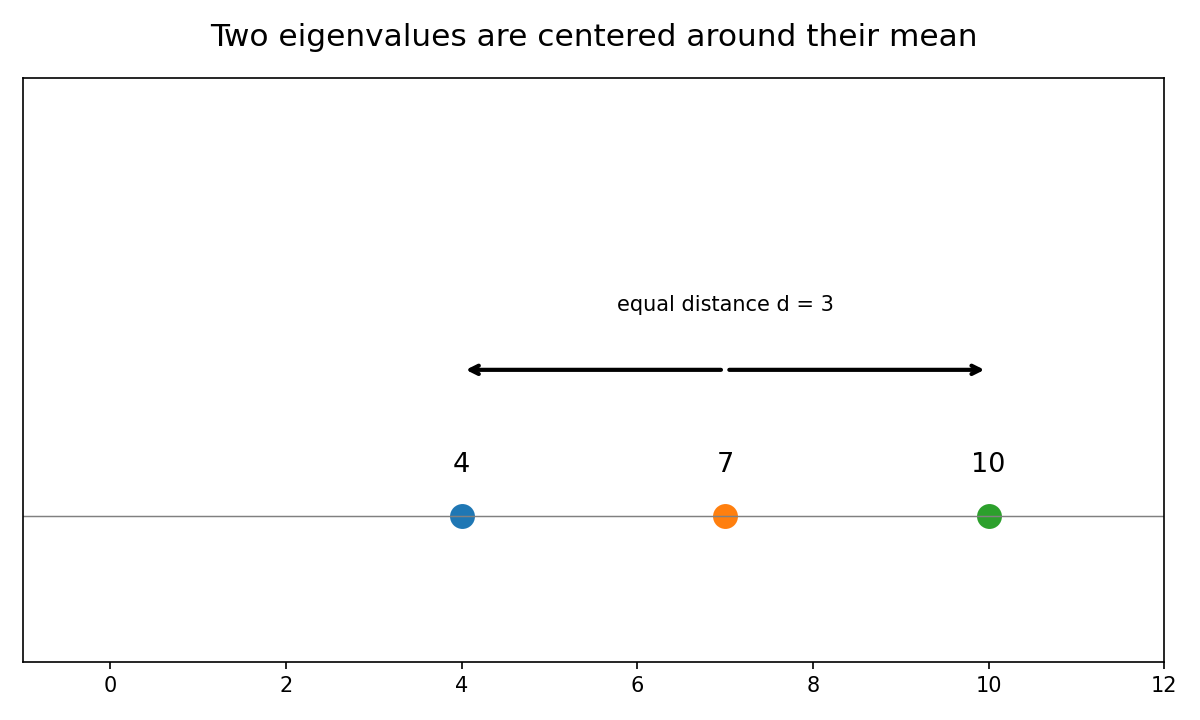 Two eigenvalues are centered around their mean
equal distance d = 3
4 7 10
0 2 4 6 8 10 12